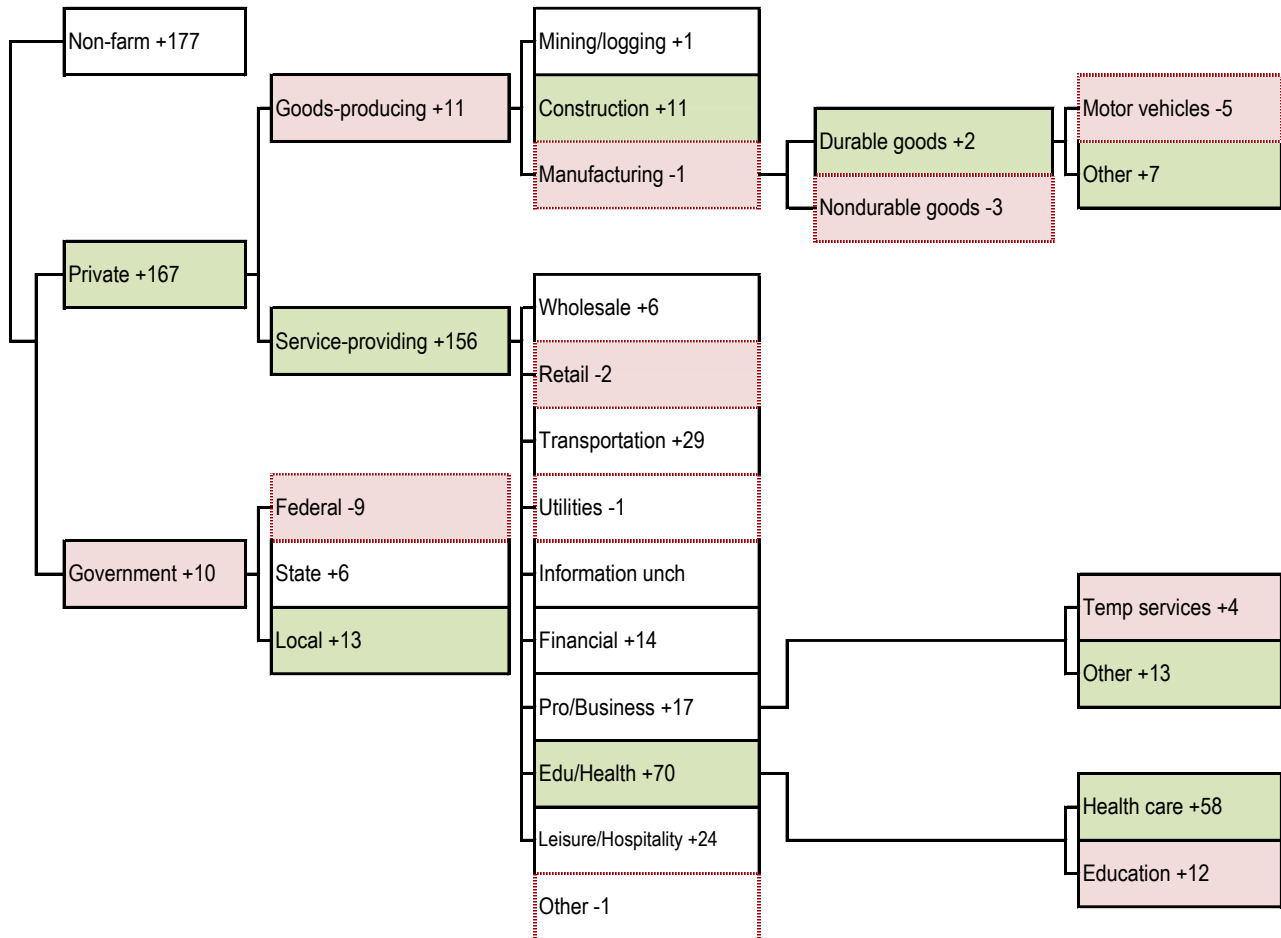 Non-farm +177
Mining/logging +1
Goods-producing +11
Construction +11
Motor vehicles -5
Durable goods +2
Manufacturing -1
Other +7
Nondurable goods -3
Private +167
Wholesale +6
Service-providing +156
Retail -2
Transportation +29
Federal -9
Utilities -1
Government +10
State +6
Information unch
Temp services +4
Local +13
Financial +14
Other +13
Pro/Business +17
Edu/Health +70
Health care +58
Leisure/Hospitality +24
Education +12
Other -1